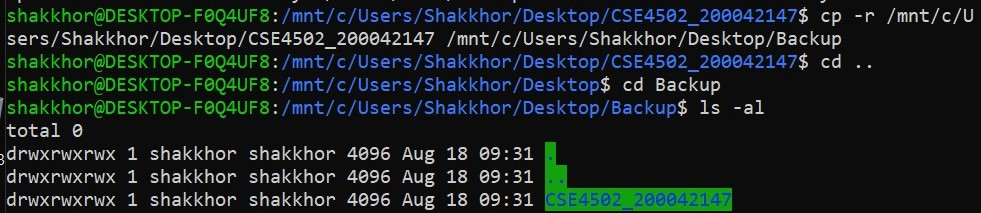 shakkhor@DESKTOP-F0Q4UF8:/mnt/c/Users/Shakkhor/Desktop/CSE4502_200042147$ cp -r /mnt/c/U
sers/Shakkhor/Desktop/CSE4502_200042147 /mnt/c/Users/Shakkhor/Desktop/Backup
shakkhor@DESKTOP-F0Q4UF8:/mnt/c/Users/Shakkhor/Desktop/CSE4502_200042147$ cd ..
shakkhor@DESKTOP-F0Q4UF8:/mnt/c/Users/Shakkhor/Desktop$ cd Backup
shakkhor@DESKTOP-F0Q4UF8:/mnt/c/Users/Shakkhor/Desktop/Backup$ ls -al
total 0
drwxrwxrwx 1 shakkhor shakkhor 4096 Aug 18 09:31 .
drwxrwxrwx 1 shakkhor shakkhor 4096 Aug 18 09:31 ..
drwxrwxrwx 1 shakkhor shakkhor 4096 Aug 18 09:31 CSE4502_200042147